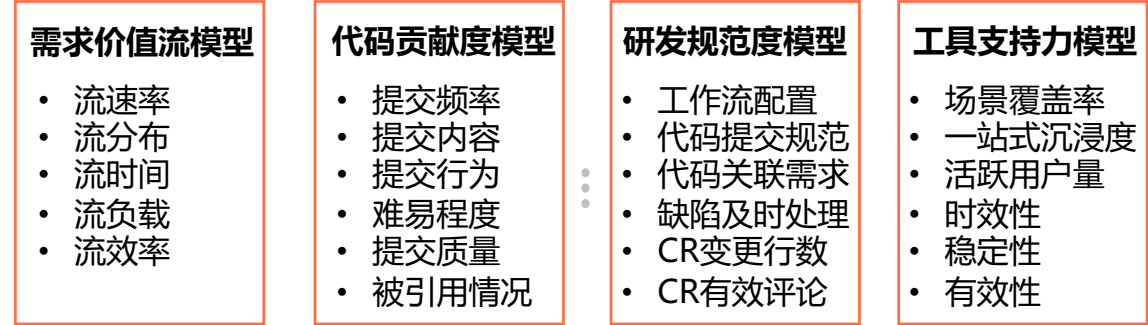 需求价值流模型
• 流速率
• 流分布
• 流时间
• 流负载
• 流效率
代码贡献度模型
• 提交频率
• 提交内容
• 提交行为
• 难易程度
• 提交质量
• 被引用情况
研发规范度模型
• 工作流配置
• 代码提交规范
• 代码关联需求
• 缺陷及时处理
• CR变更行数
• CR有效评论
工具支持力模型
• 场景覆盖率
• 一站式沉浸度
• 活跃用户量
• 时效性
• 稳定性
• 有效性